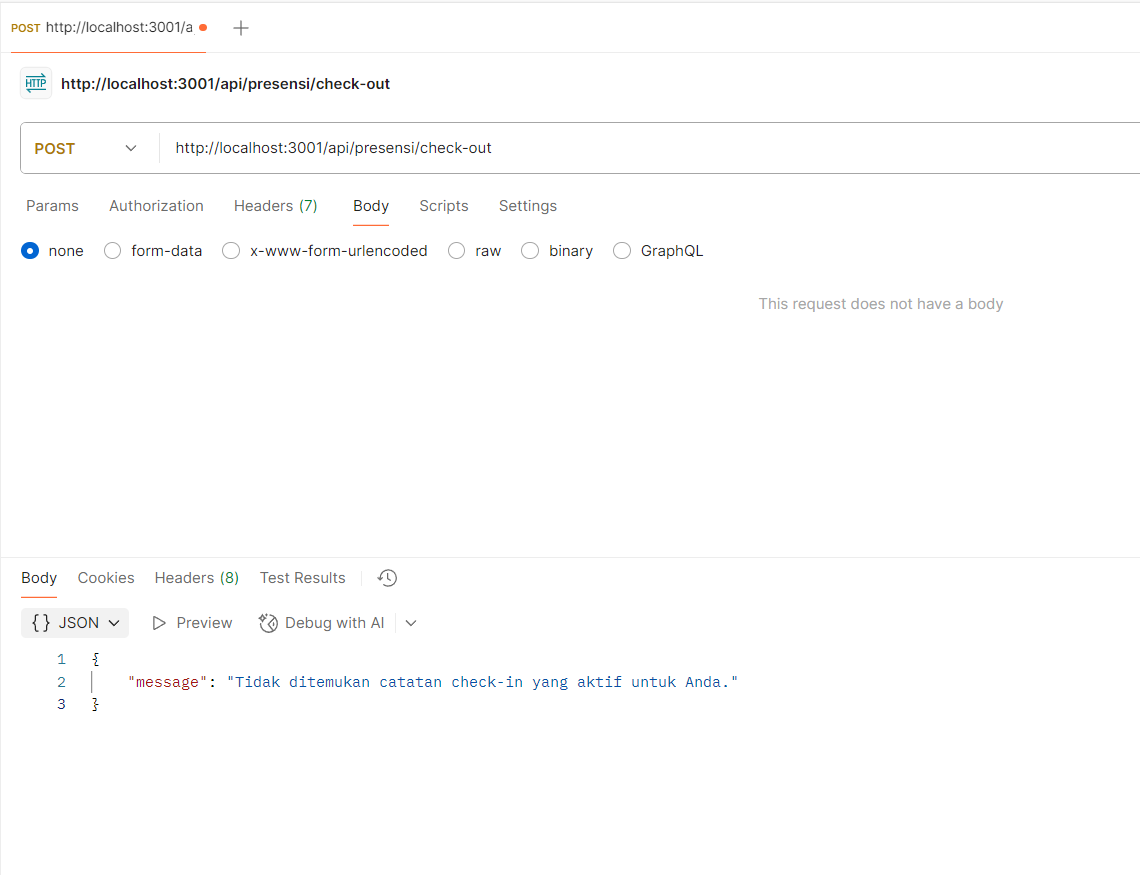 POST http://localhost:3001/a
HTTP http://localhost:3001/api/presensi/check-out
POST http://localhost:3001/api/presensi/check-out
Params Authorization Headers (7) Body Scripts Settings
none form-data x-www-form-urlencoded raw binary GraphQL
This request does not have a body
Body Cookies Headers (8) Test Results
{} JSON Preview Debug with AI
1 {
2 "message": "Tidak ditemukan catatan check-in yang aktif untuk Anda."
3 }